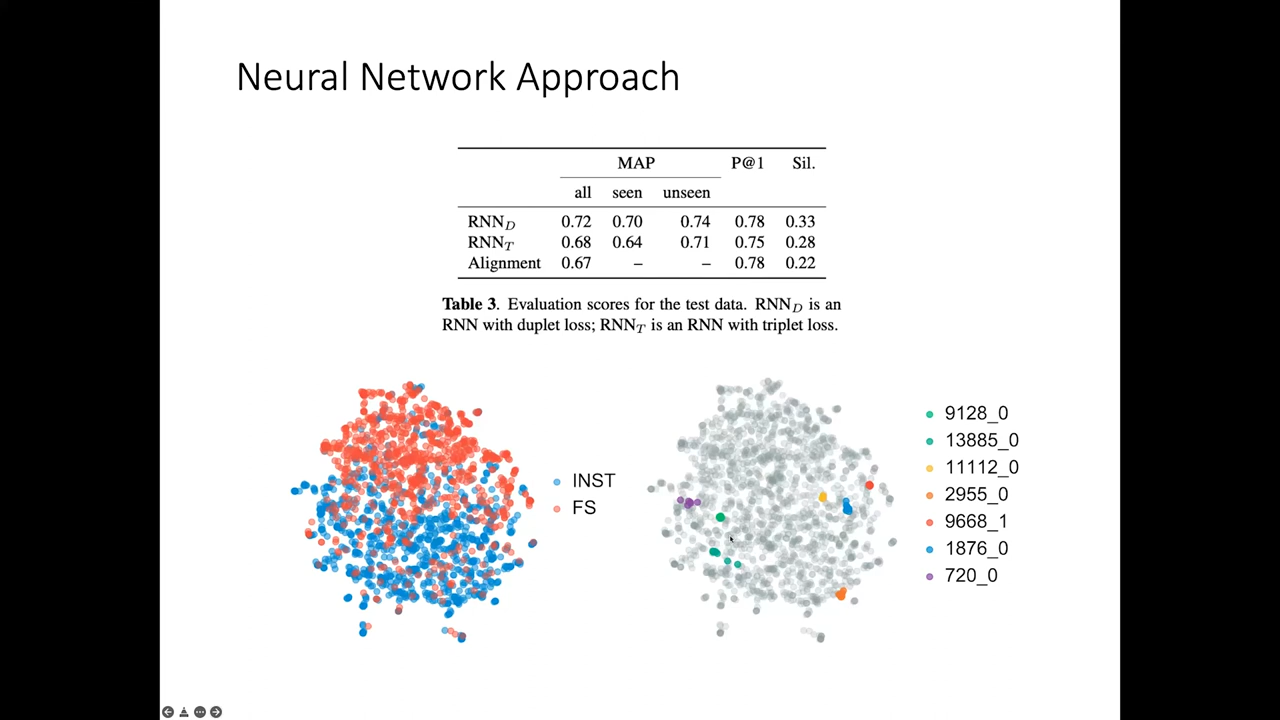 Neural Network Approach
MAP P@1 Sil.
all seen unseen
RNN_D 0.72 0.70 0.74 0.78 0.33
RNN_T 0.68 0.64 0.71 0.75 0.28
Alignment 0.67 – – 0.78 0.22
Table 3. Evaluation scores for the test data. RNN_D is an
RNN with duplet loss; RNN_T is an RNN with triplet loss.
INST
FS
9128_0
13885_0
11112_0
2955_0
9668_1
1876_0
720_0